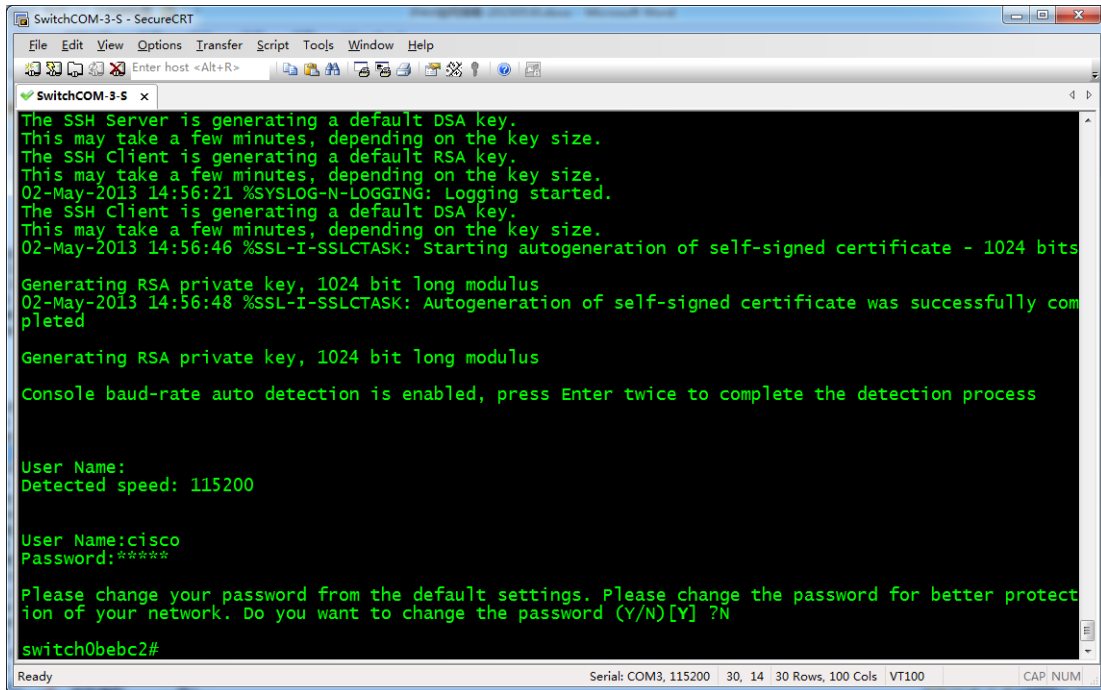 SwitchCOM-3-S - SecureCRT
File Edit View Options Transfer Script Tools Window Help
Enter host <Alt+R>
SwitchCOM-3-S x
The SSH Server is generating a default DSA key.
This may take a few minutes, depending on the key size.
The SSH Client is generating a default RSA key.
This may take a few minutes, depending on the key size.
02-May-2013 14:56:21 %SYSLOG-N-LOGGING: Logging started.
The SSH Client is generating a default DSA key.
This may take a few minutes, depending on the key size.
02-May-2013 14:56:46 %SSL-I-SSLCTASK: Starting autogeneration of self-signed certificate - 1024 bits
Generating RSA private key, 1024 bit long modulus
02-May-2013 14:56:48 %SSL-I-SSLCTASK: Autogeneration of self-signed certificate was successfully com
pleted
Generating RSA private key, 1024 bit long modulus
Console baud-rate auto detection is enabled, press Enter twice to complete the detection process
User Name:
Detected speed: 115200
User Name:cisco
Password:*****
Please change your password from the default settings. Please change the password for better protect
ion of your network. Do you want to change the password (Y/N)[Y] ?N
switch0bebc2#
Ready Serial: COM3, 115200 30, 14 30 Rows, 100 Cols VT100 CAP NUM